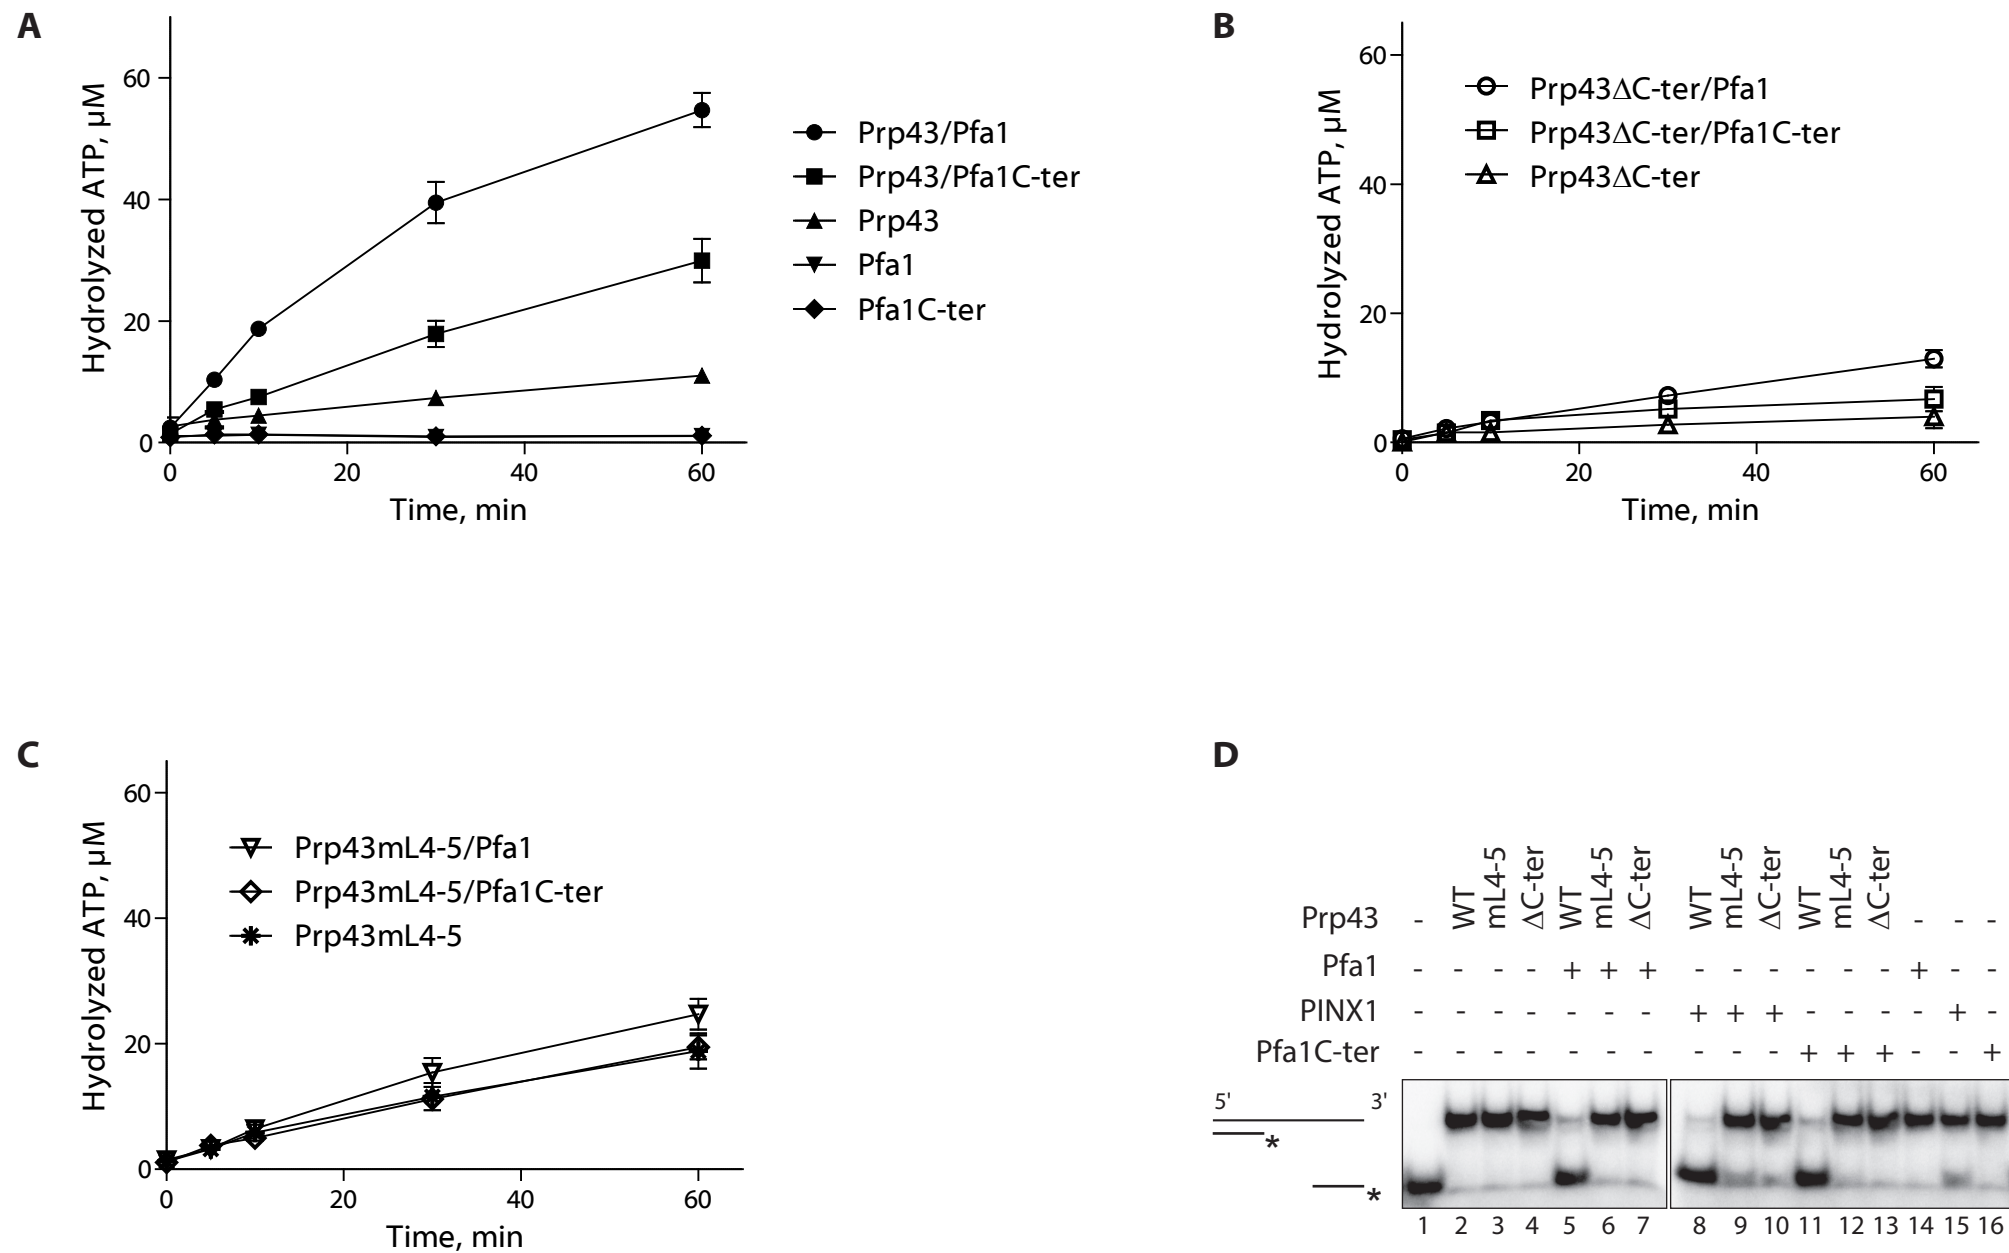 A
Hydrolyzed ATP, μM
60
40
20
0
0 20 40 60
Time, min
Prp43/Pfa1
Prp43/Pfa1C-ter
Prp43
Pfa1
Pfa1C-ter
B
Hydrolyzed ATP, μM
60
40
20
0
0 20 40 60
Time, min
Prp43ΔC-ter/Pfa1
Prp43ΔC-ter/Pfa1C-ter
Prp43ΔC-ter
C
Hydrolyzed ATP, μM
60
40
20
0
0 20 40 60
Time, min
Prp43mL4-5/Pfa1
Prp43mL4-5/Pfa1C-ter
Prp43mL4-5
D
Prp43 - WT mL4-5 ΔC-ter WT mL4-5 ΔC-ter WT mL4-5 ΔC-ter WT mL4-5 ΔC-ter - - -
Pfa1 - - - - + + + - - - - - - + - -
PINX1 - - - - - - - + + + - - - - + -
Pfa1C-ter - - - - - - - - - - + + + - - +
5' 3'
*
*
1 2 3 4 5 6 7 8 9 10 11 12 13 14 15 16